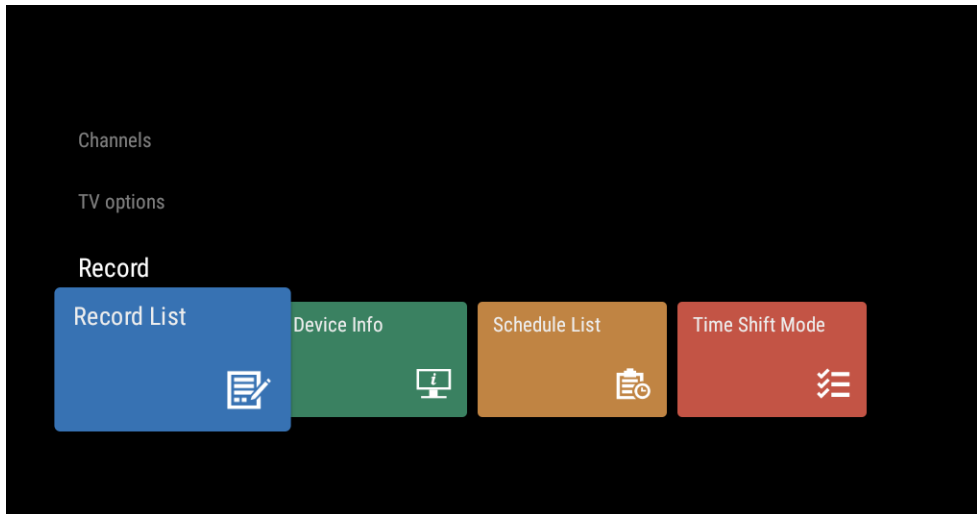 Channels
TV options
Record
Record List
Device Info
Schedule List
Time Shift Mode
i